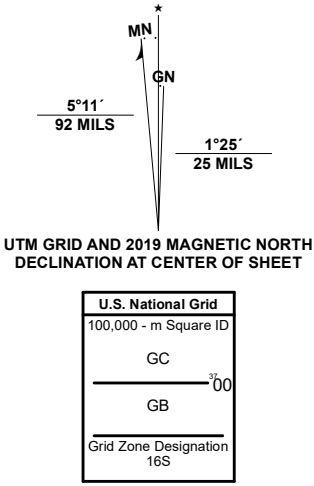 MN
GN
5°11´
92 MILS
1°25´
25 MILS
UTM GRID AND 2019 MAGNETIC NORTH
DECLINATION AT CENTER OF SHEET
U.S. National Grid
100,000 - m Square ID
GC
3700
GB
Grid Zone Designation
16S